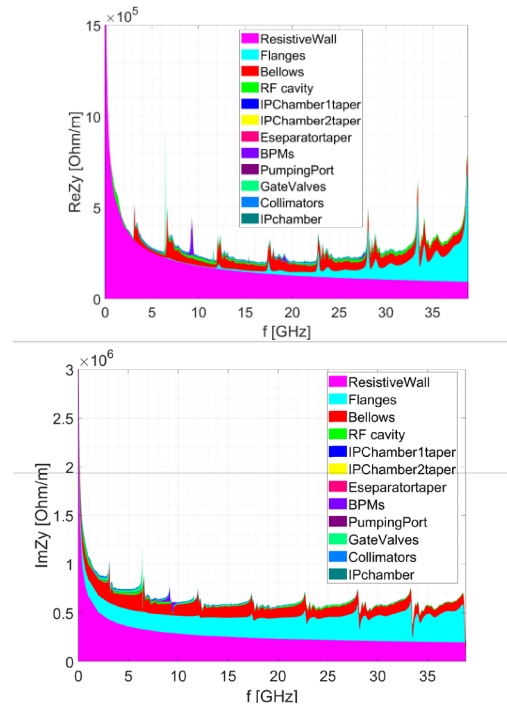 15 ×10⁵
ResistiveWall
Flanges
Bellows
RF cavity
IPChamber1taper
IPChamber2taper
Eseparatortaper
BPMs
PumpingPort
GateValves
Collimators
IPchamber
ReZy [Ohm/m]
10
5
0
0 5 10 15 20 25 30 35
f [GHz]
3 ×10⁶
ResistiveWall
Flanges
Bellows
RF cavity
IPChamber1taper
IPChamber2taper
Eseparatortaper
BPMs
PumpingPort
GateValves
Collimators
IPchamber
ImZy [Ohm/m]
2.5
2
1.5
1
0.5
0
0 5 10 15 20 25 30 35
f [GHz]